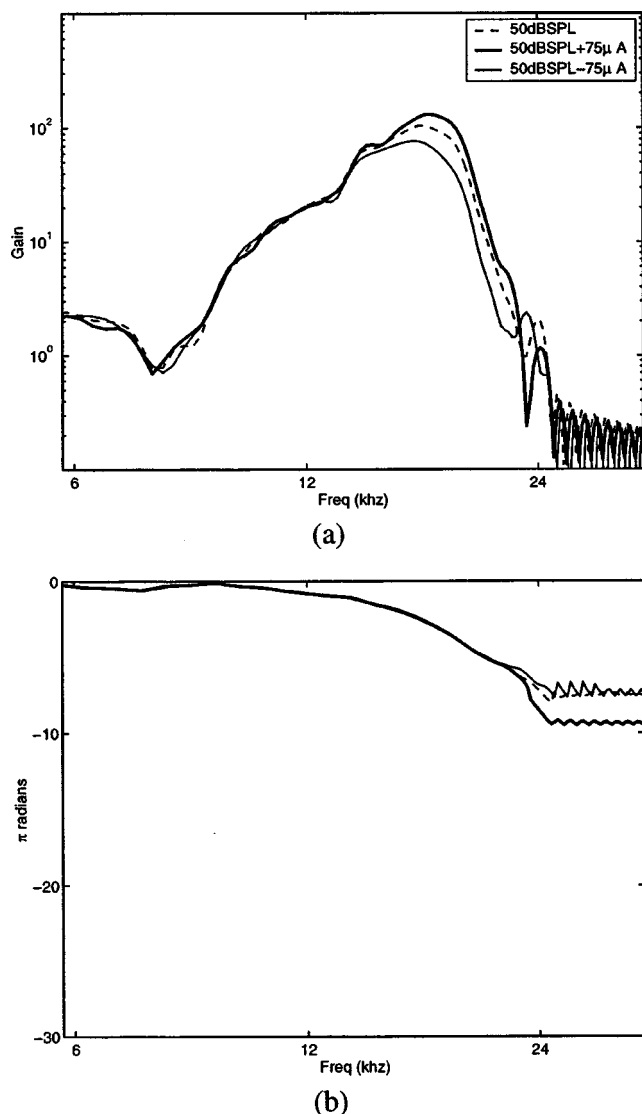 50dBSPL
50dBSPL+75μ A
50dBSPL−75μ A
10²
10¹
10⁰
Gain
6
12
24
Freq (khz)
(a)
0
−10
−20
−30
π radians
6
12
24
Freq (khz)
(b)